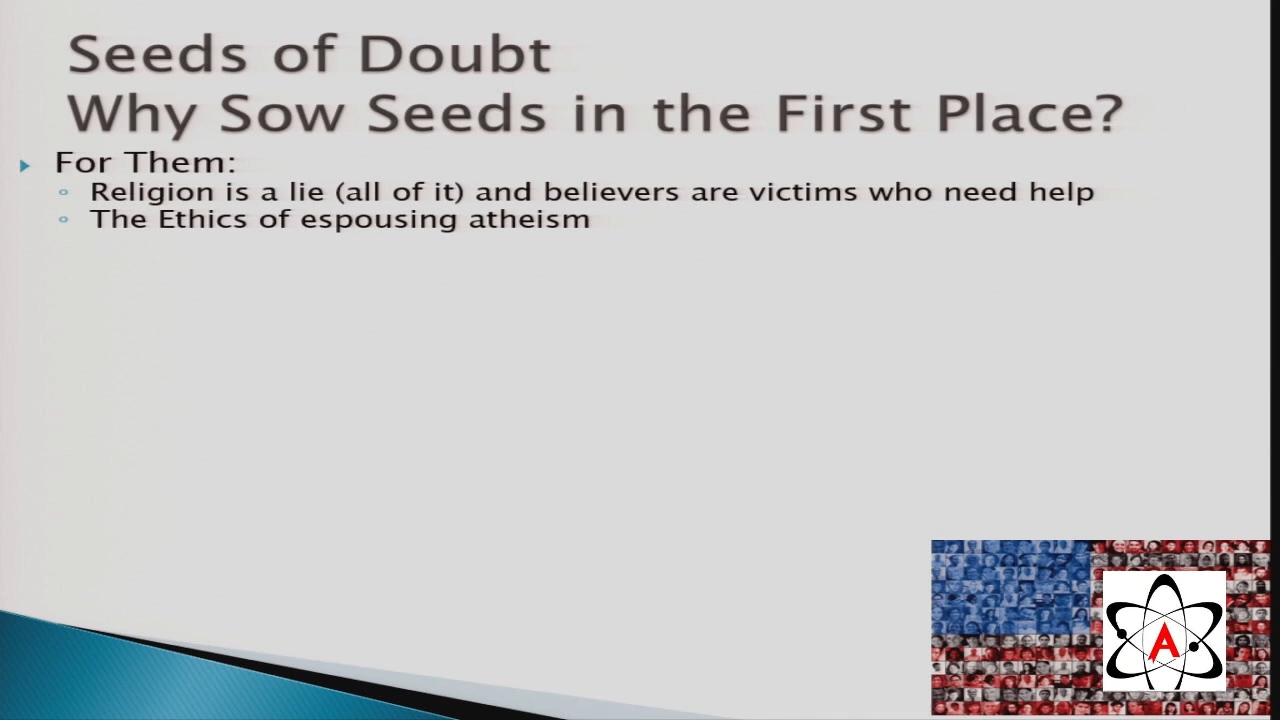 Seeds of Doubt
Why Sow Seeds in the First Place?
For Them:
Religion is a lie (all of it) and believers are victims who need help
The Ethics of espousing atheism
A